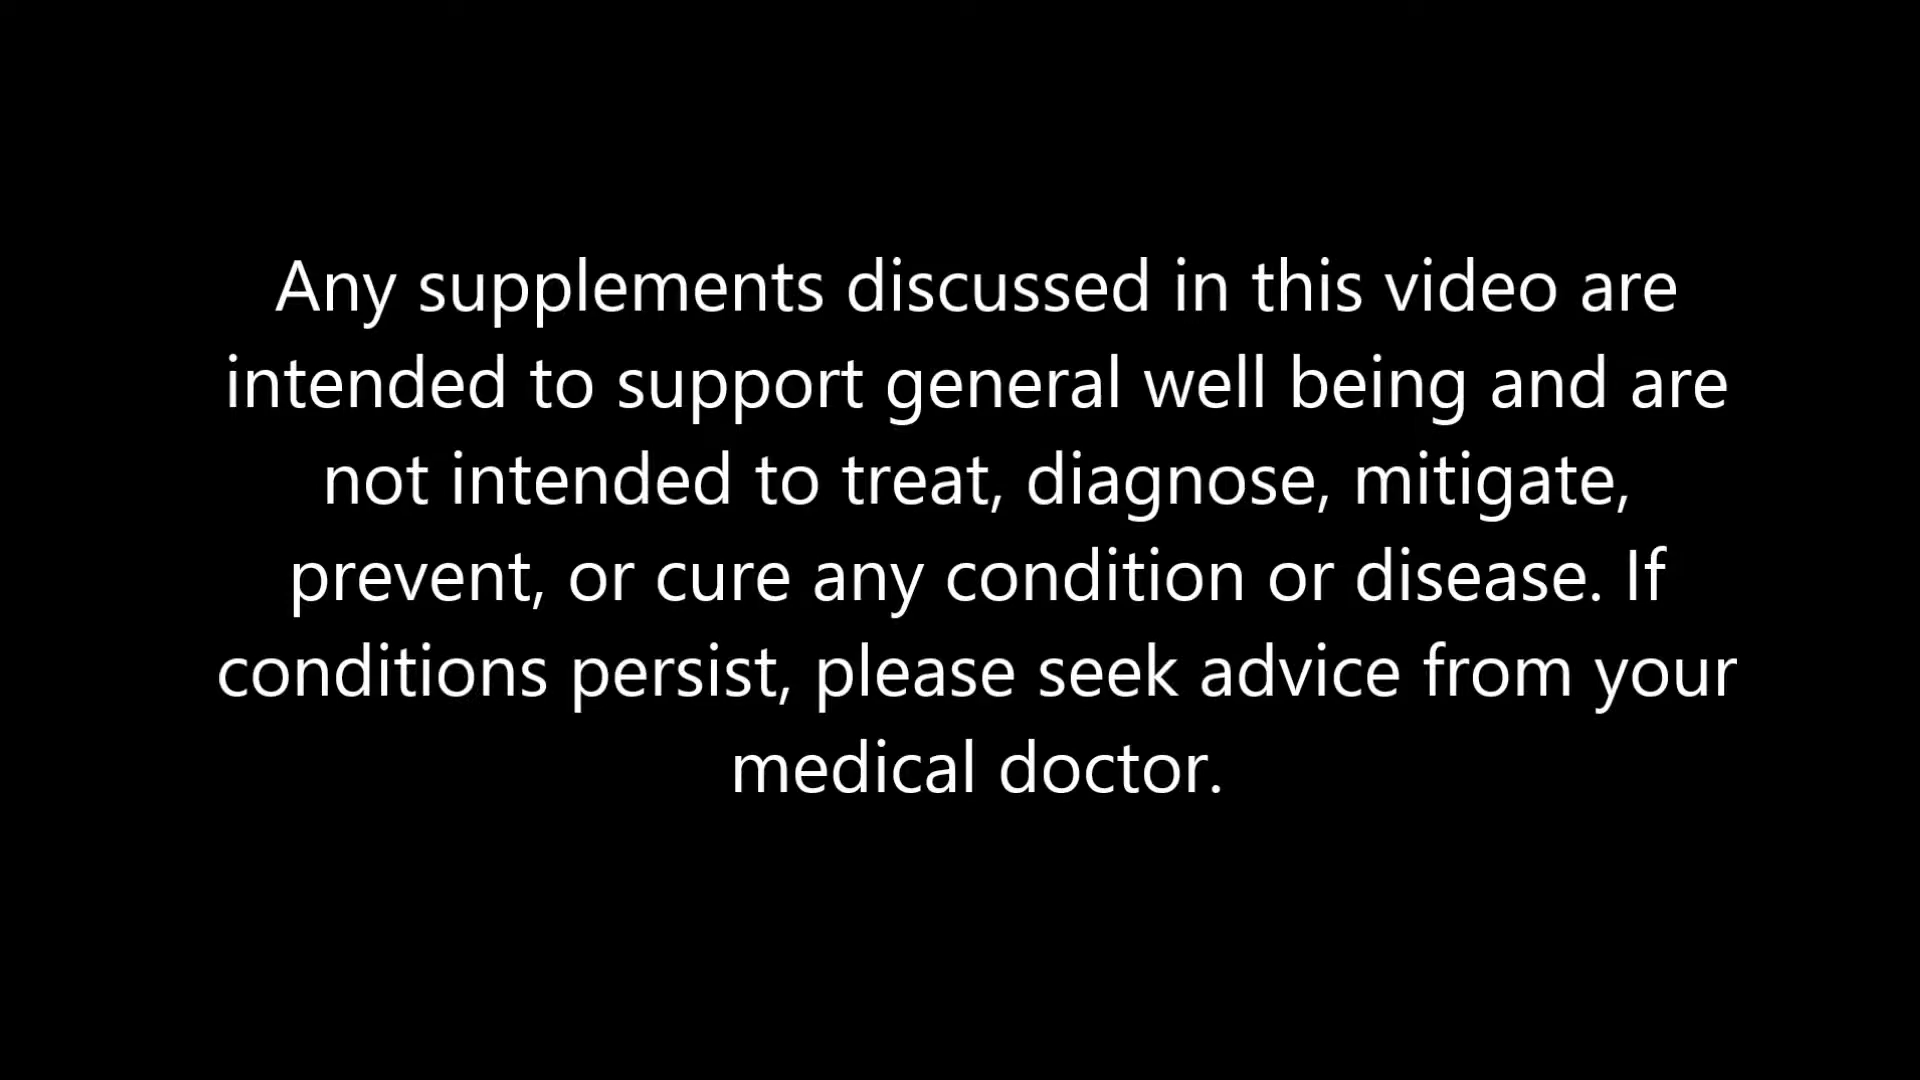 Any supplements discussed in this video are
intended to support general well being and are
not intended to treat, diagnose, mitigate,
prevent, or cure any condition or disease. If
conditions persist, please seek advice from your
medical doctor.